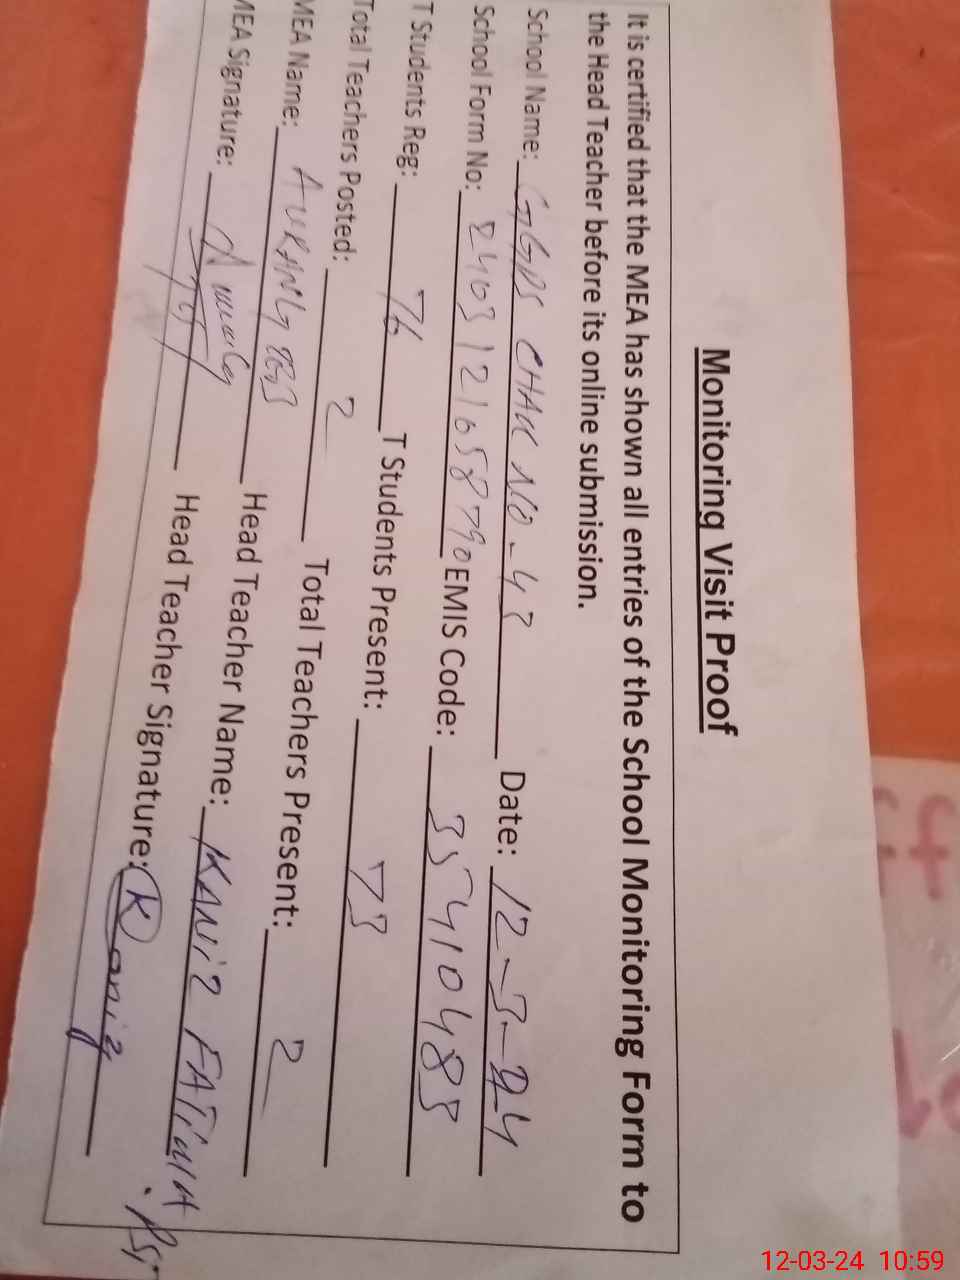 Monitoring Visit Proof
It is certified that the MEA has shown all entries of the School Monitoring Form to
the Head Teacher before its online submission.
School Name: GGPS CHAK NO-43 Date: 12-3-24
School Form No: 2403121658790 EMIS Code: 35410483
T Students Reg: 76 T Students Present: 73
Total Teachers Posted: 2 Total Teachers Present: 2
MEA Name: Head Teacher Name: KANIZ FATIMA
MEA Signature: Head Teacher Signature: Kaniz
12-03-24 10:59